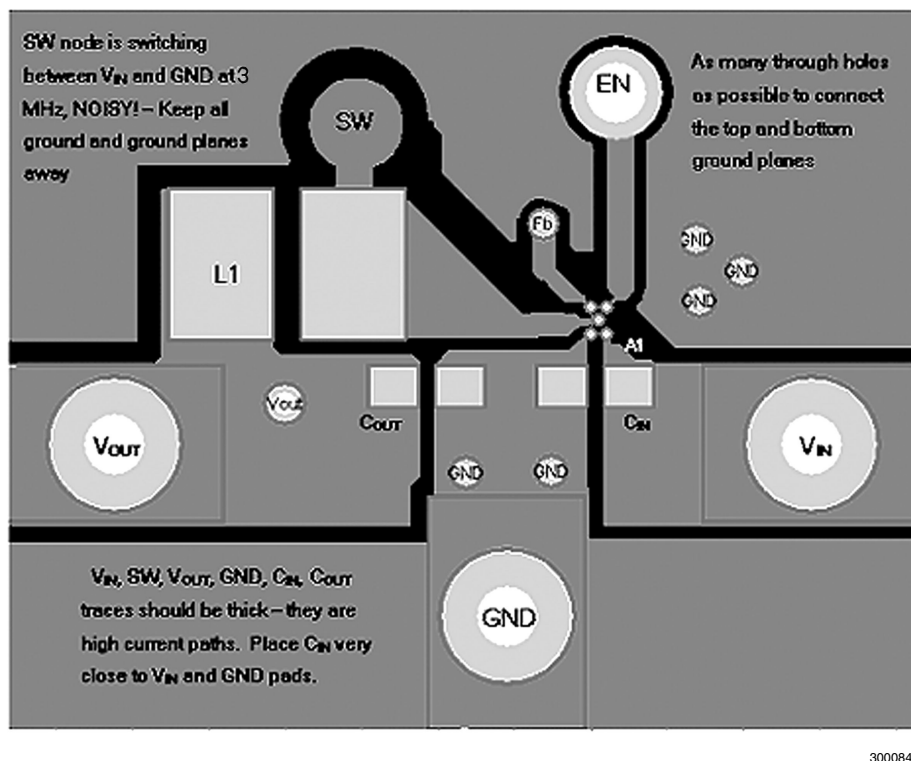 SW node is switching
between VIN and GND at 3
MHz, NOISY! – Keep all
ground and ground planes
away
SW
EN
As many through holes
as possible to connect
the top and bottom
ground planes
Fb
GND
GND
GND
L1
A1
Vout
COUT
CIN
VOUT
VIN
GND
GND
VIN, SW, VOUT, GND, CIN, COUT
traces should be thick – they are
high current paths. Place CIN very
close to VIN and GND pads.
GND
300084